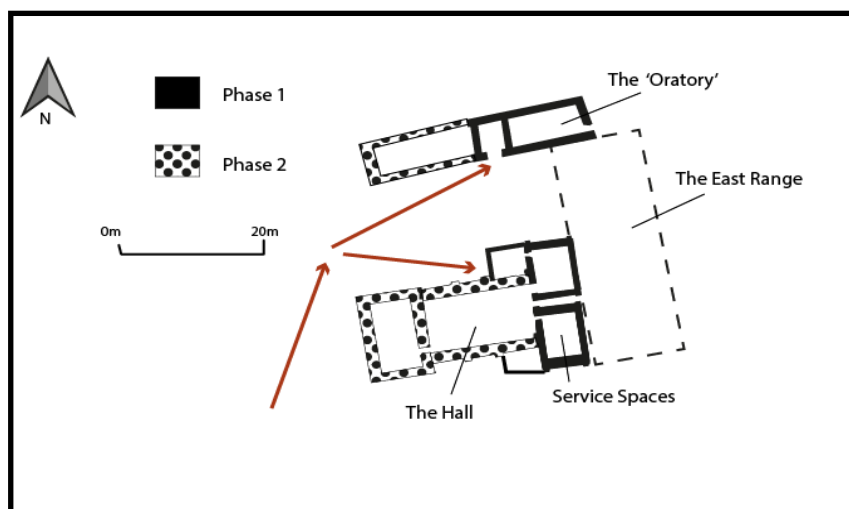 The ‘Oratory’
Phase 1
N
Phase 2
The East Range
0m
20m
The Hall
Service Spaces